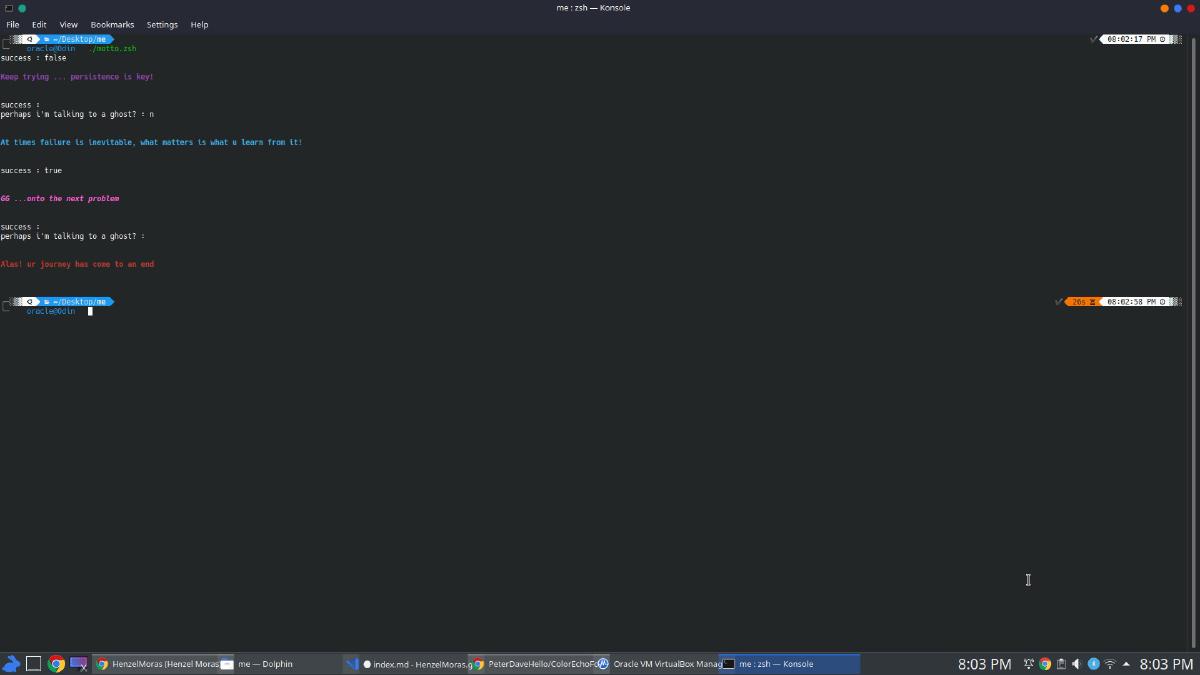 me : zsh — Konsole
File Edit View Bookmarks Settings Help
~/Desktop/me 08:02:17 PM
oracle@Odin ./motto.zsh
success : false
Keep trying ... persistence is key!
success :
perhaps i'm talking to a ghost? : n
At times failure is inevitable, what matters is what u learn from it!
success : true
GG ...onto the next problem
success :
perhaps i'm talking to a ghost? :
Alas! ur journey has come to an end
~/Desktop/me 26s 08:02:58 PM
oracle@Odin
HenzelMoras (Henzel Moras me — Dolphin index.md - HenzelMoras.g PeterDaveHello/ColorEchoFo Oracle VM VirtualBox Manag me : zsh — Konsole 8:03 PM 8:03 PM